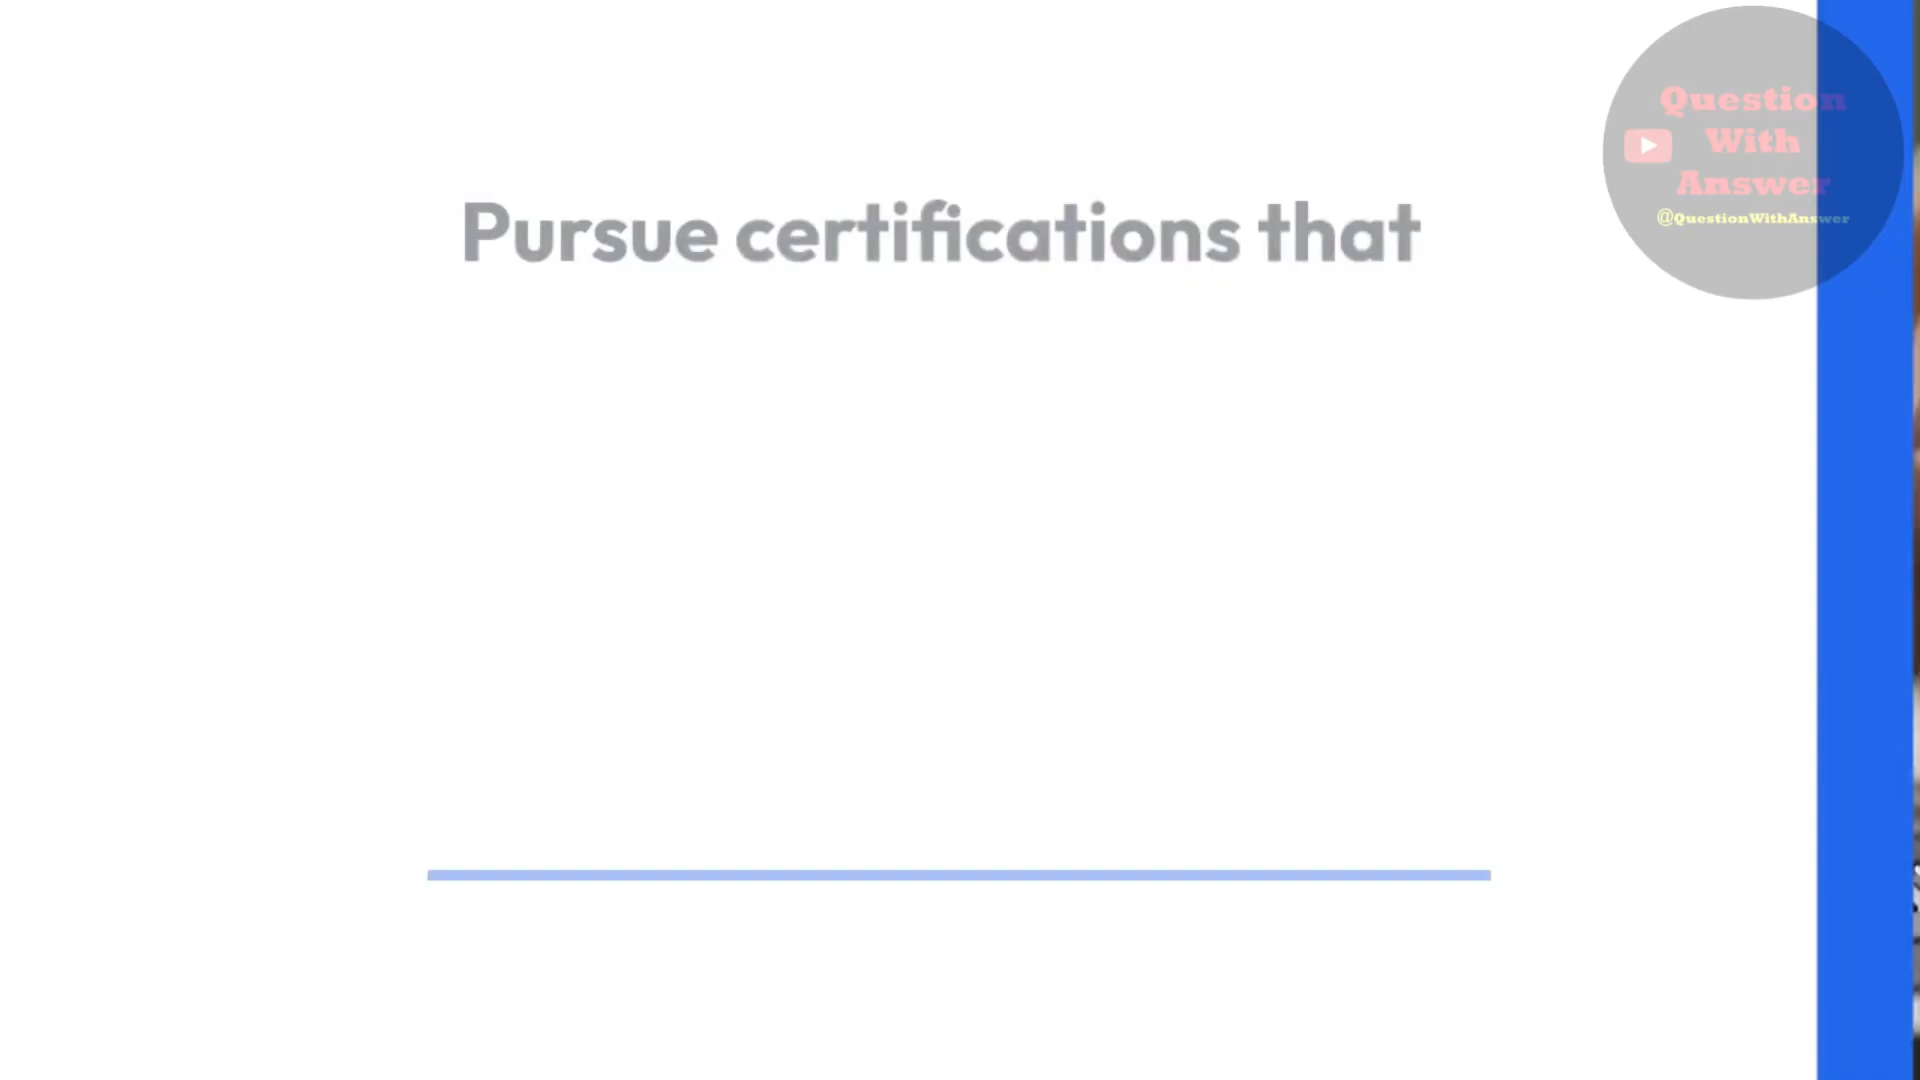 Pursue certifications that
Question
With
Answer
@QuestionWithAnswer